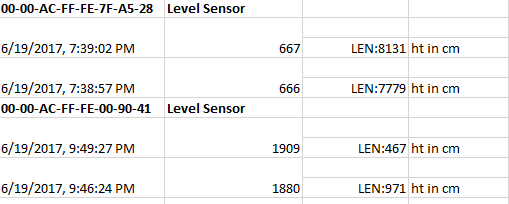 00-00-AC-FF-FE-7F-A5-28 Level Sensor
6/19/2017, 7:39:02 PM 667 LEN:8131 ht in cm
6/19/2017, 7:38:57 PM 666 LEN:7779 ht in cm
00-00-AC-FF-FE-00-90-41 Level Sensor
6/19/2017, 9:49:27 PM 1909 LEN:467 ht in cm
6/19/2017, 9:46:24 PM 1880 LEN:971 ht in cm